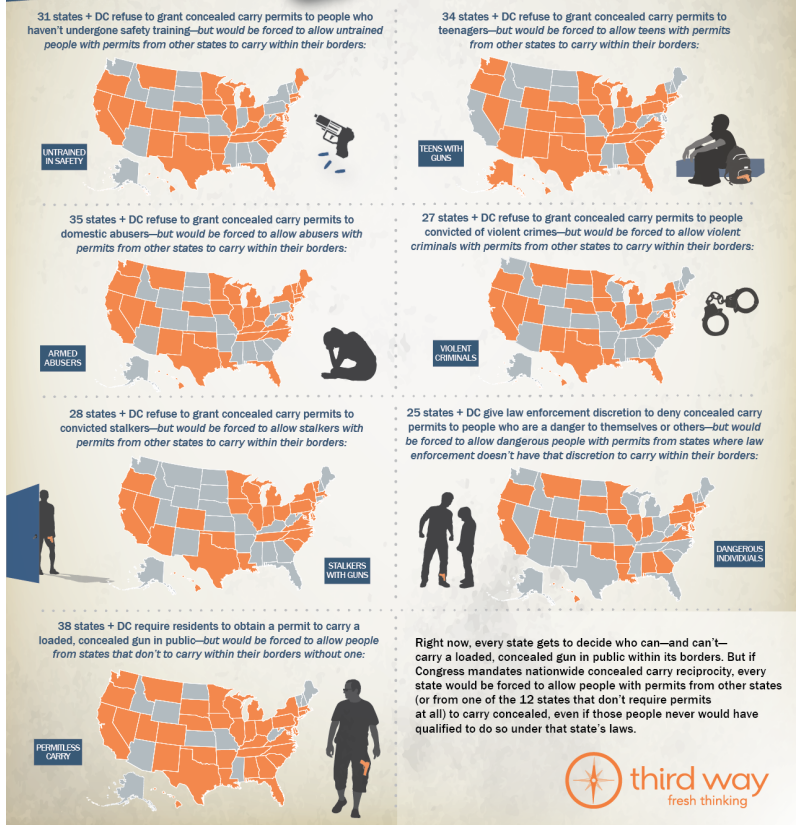 31 states + DC refuse to grant concealed carry permits to people who
haven't undergone safety training—but would be forced to allow untrained
people with permits from other states to carry within their borders:
UNTRAINED
IN SAFETY
34 states + DC refuse to grant concealed carry permits to
teenagers—but would be forced to allow teens with permits
from other states to carry within their borders:
TEENS WITH
GUNS
35 states + DC refuse to grant concealed carry permits to
domestic abusers—but would be forced to allow abusers with
permits from other states to carry within their borders:
ARMED
ABUSERS
27 states + DC refuse to grant concealed carry permits to people
convicted of violent crimes—but would be forced to allow violent
criminals with permits from other states to carry within their borders:
VIOLENT
CRIMINALS
28 states + DC refuse to grant concealed carry permits to
convicted stalkers—but would be forced to allow stalkers with
permits from other states to carry within their borders:
STALKERS
WITH GUNS
25 states + DC give law enforcement discretion to deny concealed carry
permits to people who are a danger to themselves or others—but would
be forced to allow dangerous people with permits from states where law
enforcement doesn't have that discretion to carry within their borders:
DANGEROUS
INDIVIDUALS
38 states + DC require residents to obtain a permit to carry a
loaded, concealed gun in public—but would be forced to allow people
from states that don't to carry within their borders without one:
PERMITLESS
CARRY
Right now, every state gets to decide who can—and can't—
carry a loaded, concealed gun in public within its borders. But if
Congress mandates nationwide concealed carry reciprocity, every
state would be forced to allow people with permits from other states
(or from one of the 12 states that don't require permits
at all) to carry concealed, even if those people never would have
qualified to do so under that state's laws.
third way
fresh thinking